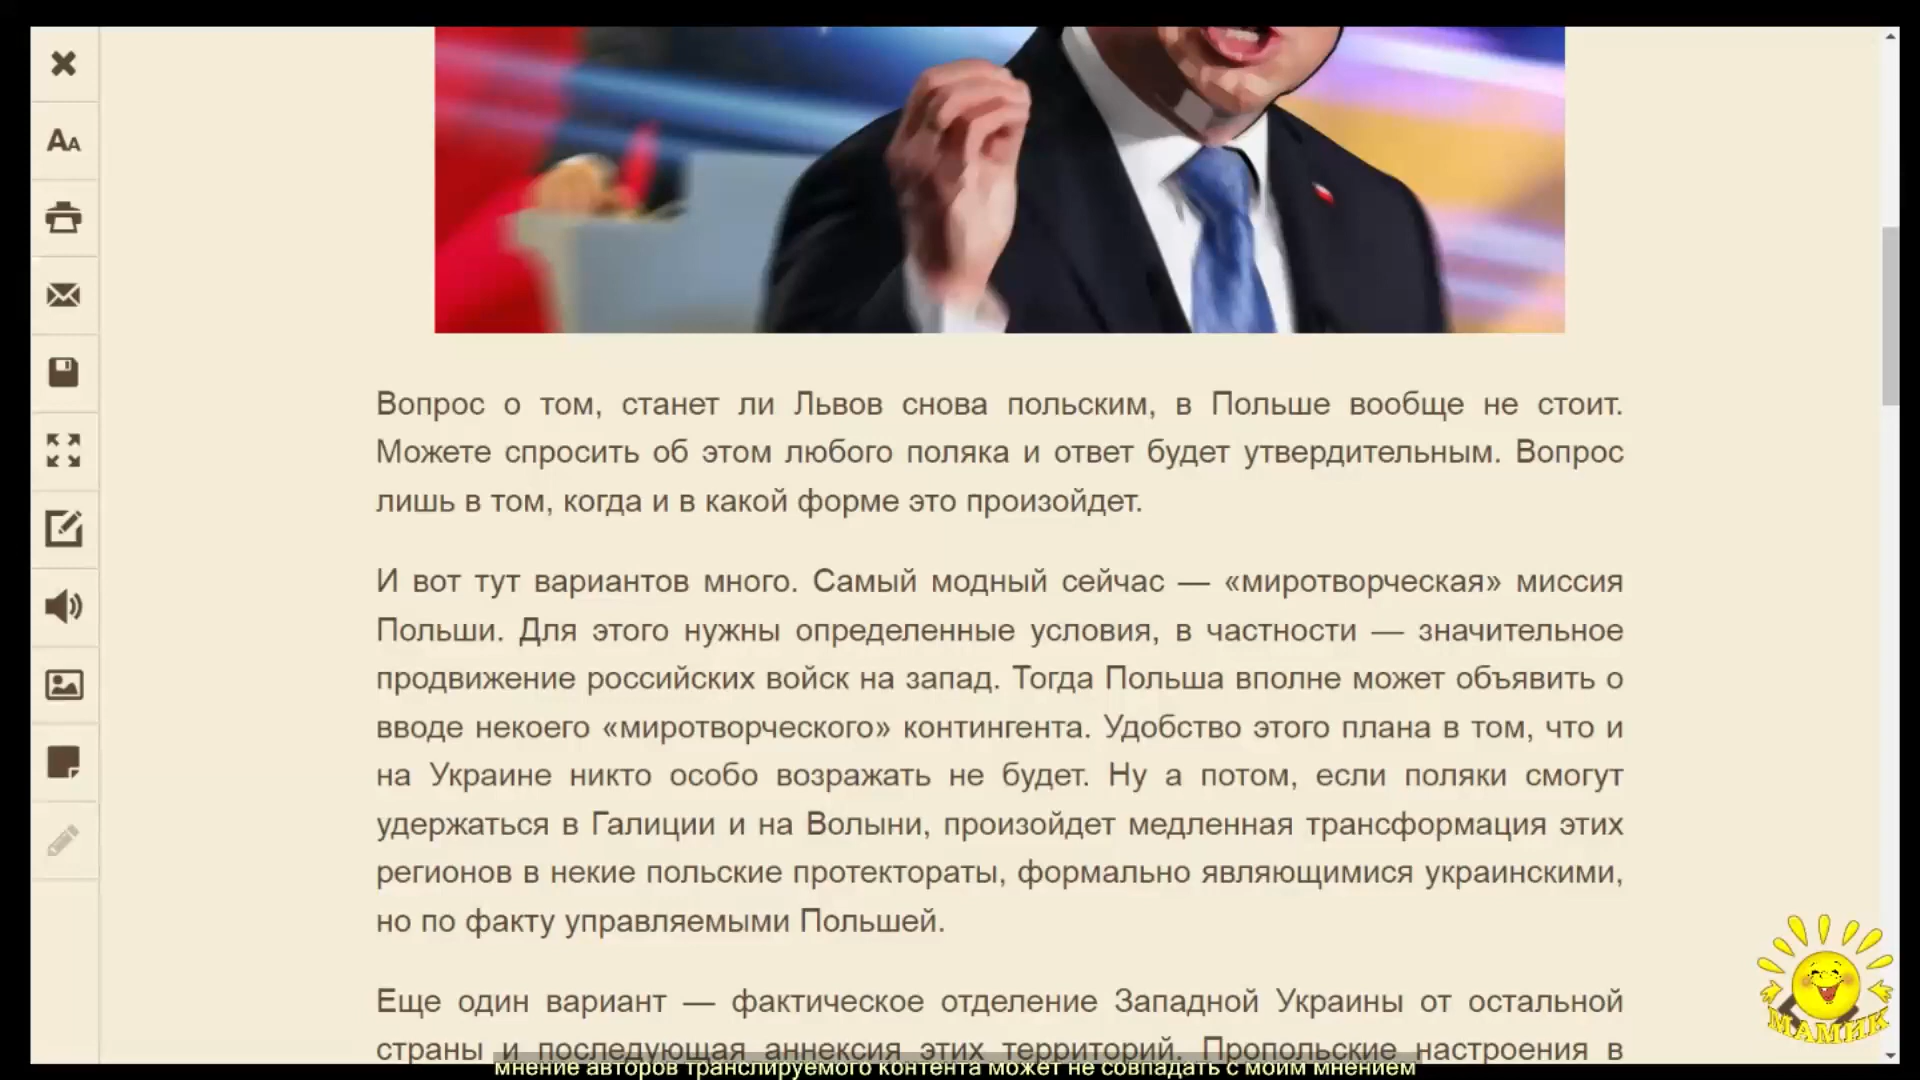 AA
Вопрос о том, станет ли Львов снова польским, в Польше вообще не стоит.
Можете спросить об этом любого поляка и ответ будет утвердительным. Вопрос
лишь в том, когда и в какой форме это произойдет.
И вот тут вариантов много. Самый модный сейчас — «миротворческая» миссия
Польши. Для этого нужны определенные условия, в частности — значительное
продвижение российских войск на запад. Тогда Польша вполне может объявить о
вводе некоего «миротворческого» контингента. Удобство этого плана в том, что и
на Украине никто особо возражать не будет. Ну а потом, если поляки смогут
удержаться в Галиции и на Волыни, произойдет медленная трансформация этих
регионов в некие польские протектораты, формально являющимися украинскими,
но по факту управляемыми Польшей.
Еще один вариант — фактическое отделение Западной Украины от остальной
страны и последующая аннексия этих территорий. Пропольские настроения в
мнение авторов транслируемого контента может не совпадать с моим мнением
МАМИК